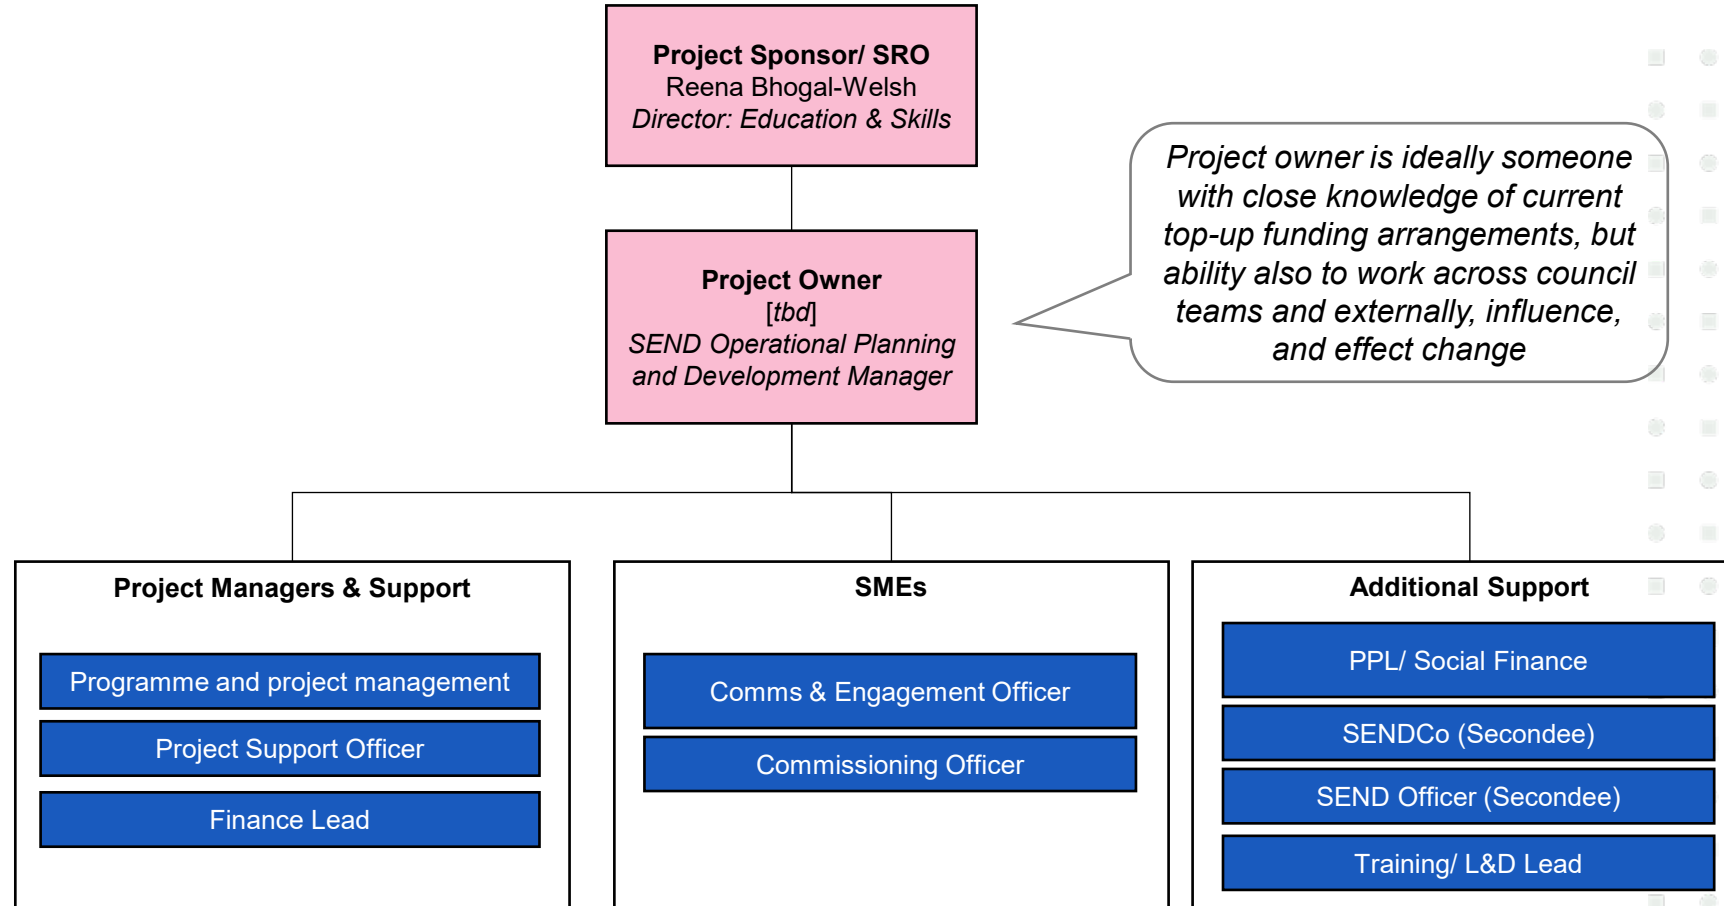 Project Sponsor/ SRO
Reena Bhogal-Welsh
Director: Education & Skills
Project owner is ideally someone
with close knowledge of current
top-up funding arrangements, but
ability also to work across council
teams and externally, influence,
and effect change
Project Owner
[tbd]
SEND Operational Planning
and Development Manager
Project Managers & Support
Programme and project management
Project Support Officer
Finance Lead
SMEs
Comms & Engagement Officer
Commissioning Officer
Additional Support
PPL/ Social Finance
SENDCo (Secondee)
SEND Officer (Secondee)
Training/ L&D Lead